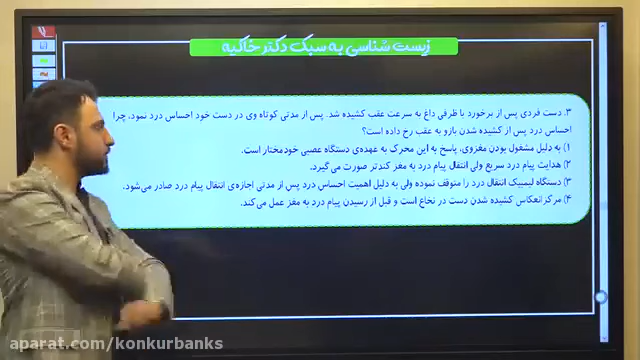 زیست شناسی به سبک دکتر خاکیه
۳. دست فردی پس از برخورد با ظرفی داغ به سرعت عقب کشیده شد. پس از مدتی کوتاه وی در دست خود احساس درد نمود. چرا
احساس درد پس از کشیده شدن بازو به عقب رخ داده است؟
۱) به دلیل مشغول بودن مغزوی، پاسخ به این محرک به عهده‌ی دستگاه عصبی خودمختار است.
۲) هدایت پیام درد سریع ولی انتقال پیام درد به مغز کندتر صورت می گیرد.
۳) دستگاه لیمبیک انتقال درد را متوقف نموده ولی به دلیل اهمیت احساس درد پس از مدتی اجازه‌ی انتقال پیام درد صادر می‌شود.
۴) مرکز انعکاس کشیده شدن دست در نخاع است و قبل از رسیدن پیام درد به مغز عمل می‌کند.
aparat.com/konkurbanks